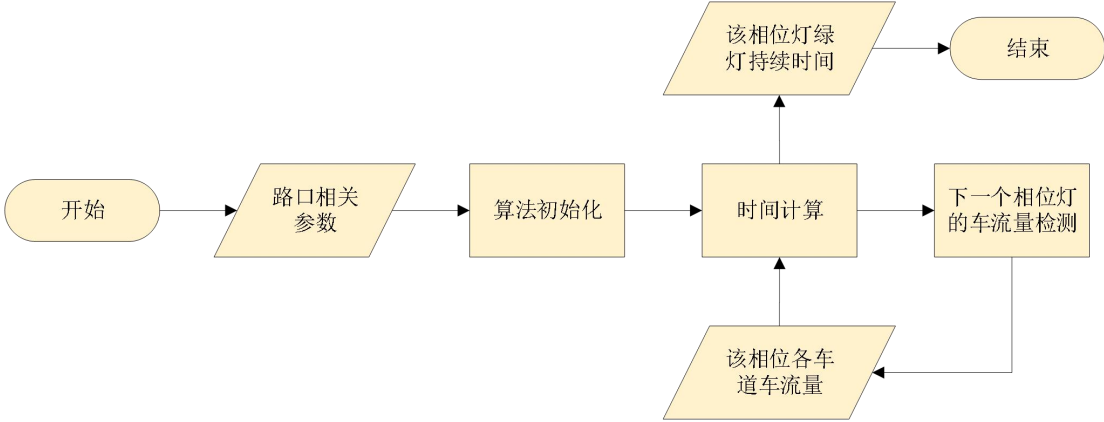 该相位灯绿
灯持续时间
结束
开始
路口相关
参数
算法初始化
时间计算
下一个相位灯
的车流量检测
该相位各车
道车流量